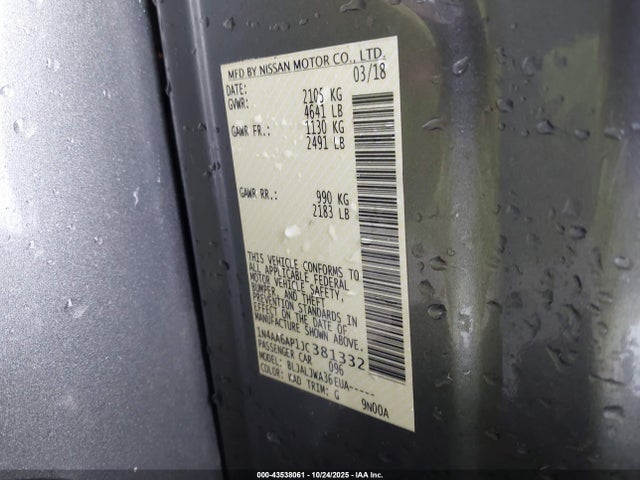 MFD BY NISSAN MOTOR CO., LTD.
DATE: 03/18
GVWR: 2105 KG
4641 LB
GAWR FR.: 1130 KG
2491 LB
GAWR RR.: 990 KG
2183 LB
THIS VEHICLE CONFORMS TO
ALL APPLICABLE FEDERAL
MOTOR VEHICLE SAFETY,
BUMPER, AND THEFT
PREVENTION STANDARDS IN
EFFECT ON THE DATE OF
MANUFACTURE SHOWN ABOVE.
1N4AA6AP1JC381332
PASSENGER CAR 096
MODEL: BLJALJWA36EUA-----
COLOR: KAD TRIM: G
9N00A
000-43538061 - 10/24/2025 - IAA Inc.